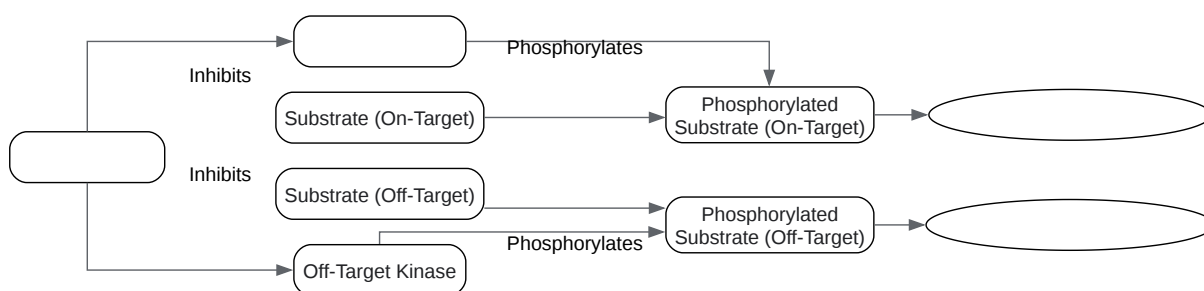 Phosphorylates
Inhibits
Substrate (On-Target)
Phosphorylated
Substrate (On-Target)
Inhibits
Substrate (Off-Target)
Phosphorylated
Substrate (Off-Target)
Phosphorylates
Off-Target Kinase